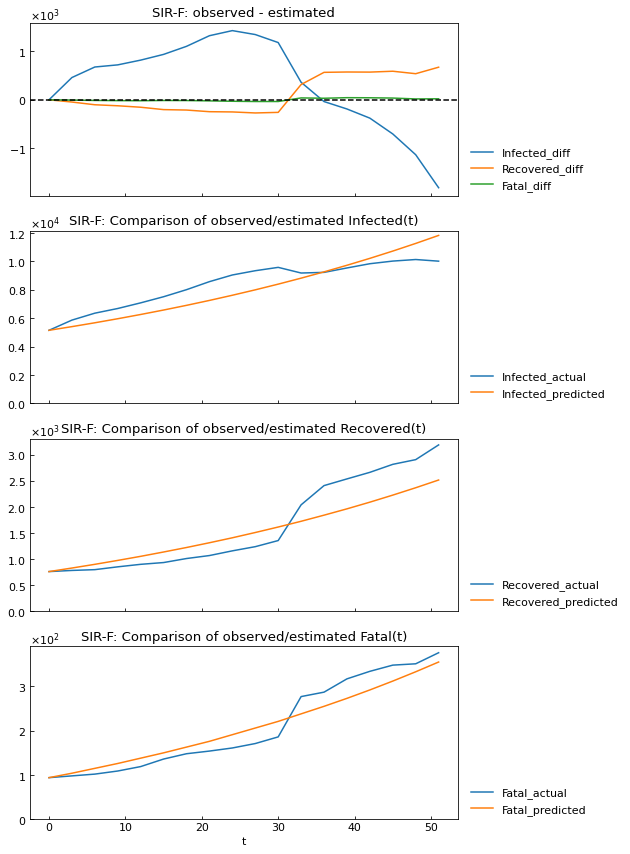 SIR-F: observed - estimated
×10³
1
0
−1
Infected_diff
Recovered_diff
Fatal_diff
SIR-F: Comparison of observed/estimated Infected(t)
×10⁴
1.2
1.0
0.8
0.6
0.4
0.2
0.0
Infected_actual
Infected_predicted
SIR-F: Comparison of observed/estimated Recovered(t)
×10³
3.0
2.5
2.0
1.5
1.0
0.5
0.0
Recovered_actual
Recovered_predicted
SIR-F: Comparison of observed/estimated Fatal(t)
×10²
3
2
1
0
Fatal_actual
Fatal_predicted
0 10 20 30 40 50
t